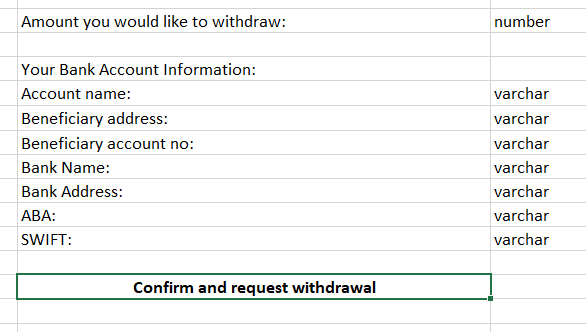 Amount you would like to withdraw: number
Your Bank Account Information:
Account name: varchar
Beneficiary address: varchar
Beneficiary account no: varchar
Bank Name: varchar
Bank Address: varchar
ABA: varchar
SWIFT: varchar
Confirm and request withdrawal